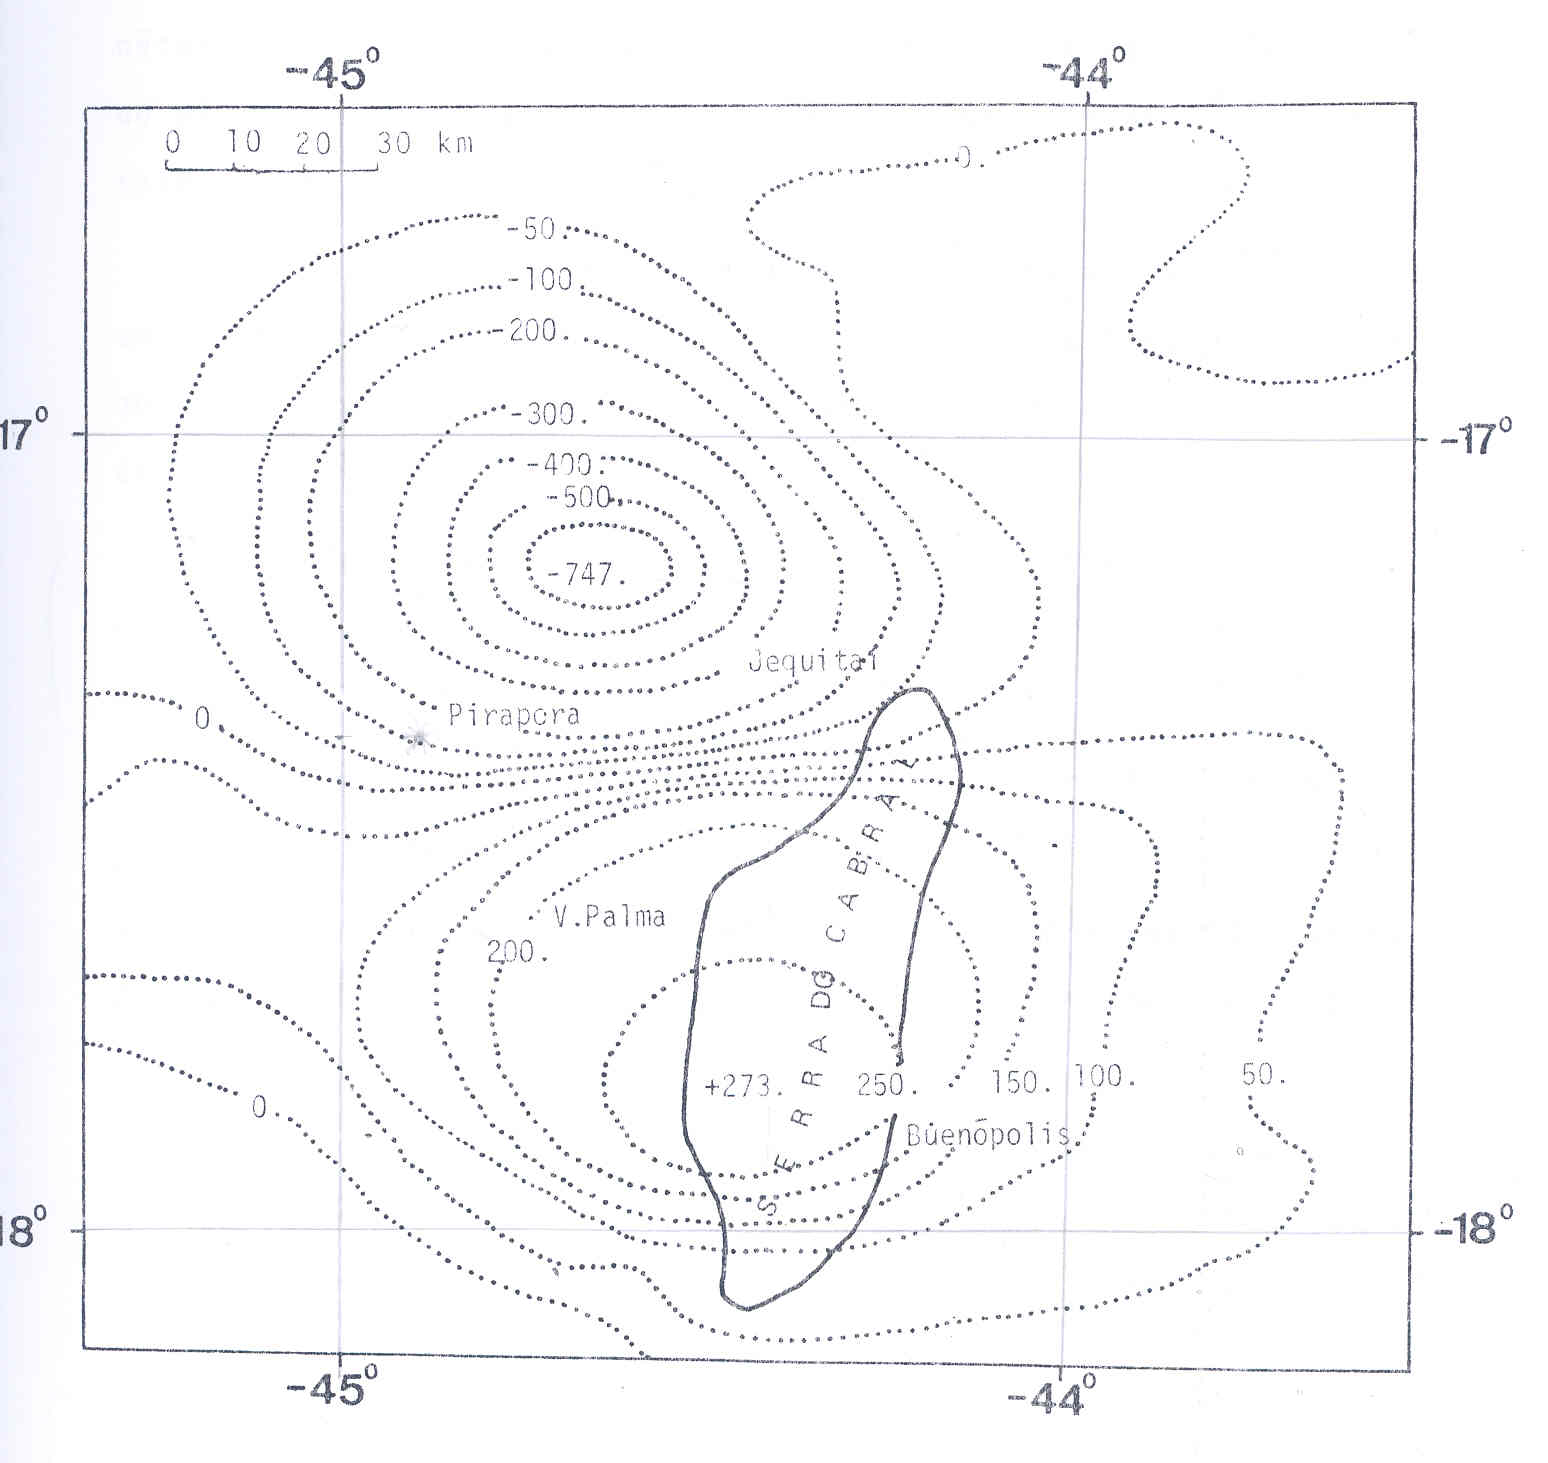 -45° -44°
0 10 20 30 km
0.
-50.
-100
-200.
17° -300. -17°
-400.
-500.
-747.
Jequitaí
Pirapora
0
V.Palma
200.
SERRA DO CABRAL
+273. 250. 150. 100. 50.
0.
Buenōpolis
18° -18°
-45° -44°